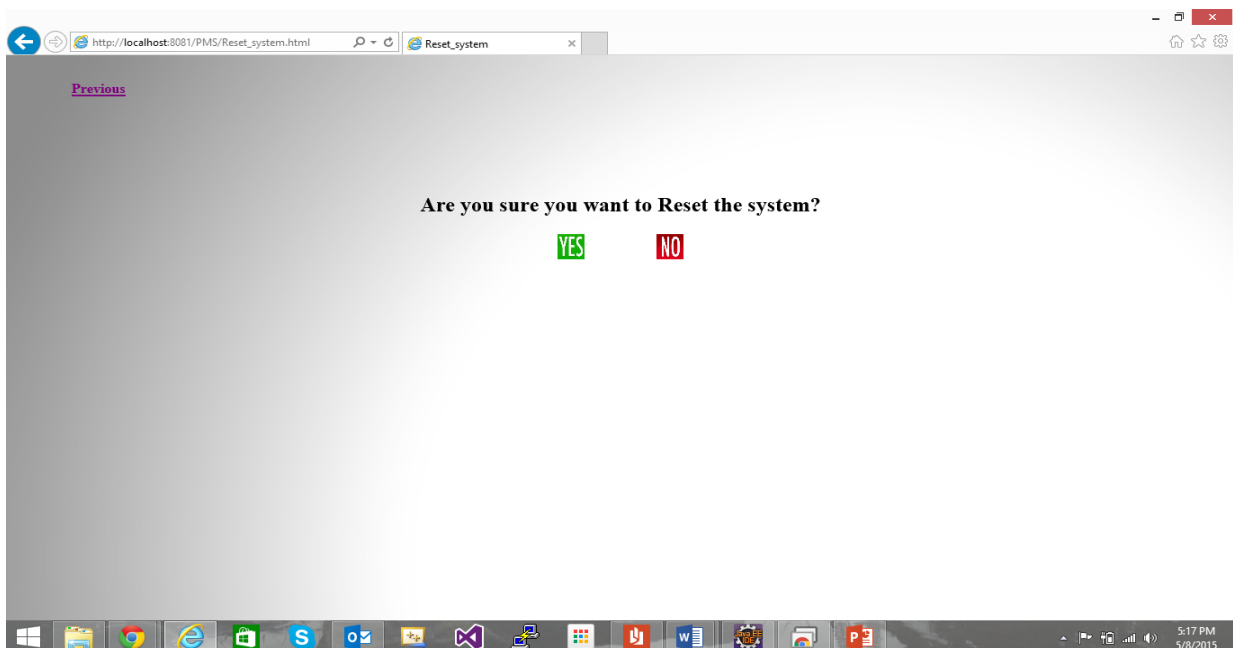 http://localhost:8081/PMS/Reset_system.html
Reset_system
Previous
Are you sure you want to Reset the system?
YES NO
5:17 PM
5/8/2015